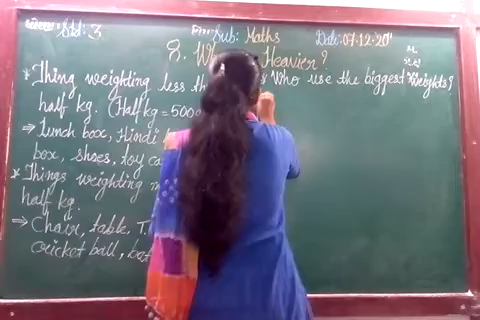 Std: 3 Sub: Maths Date: 07-12-20
8. Heavier?
* Thing weighting less
half kg. (Half kg = 500
⇒ Lunch box, Hindi
box, shoes, toy
* Things weighting
half kg.
⇒ Chair, table,
cricket ball, bat
* Who use the biggest weights?